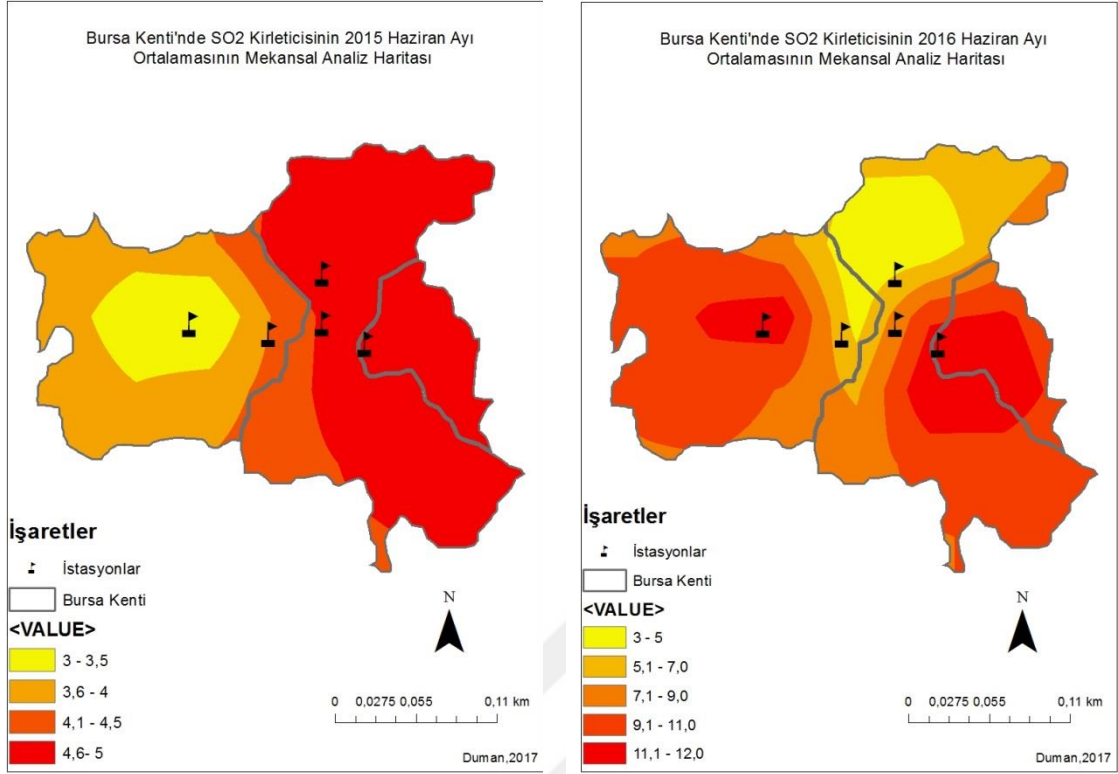 Bursa Kenti'nde SO2 Kirleticisinin 2015 Haziran Ayı
Ortalamasının Mekansal Analiz Haritası
İşaretler
İstasyonlar
Bursa Kenti
<VALUE>
3 - 3,5
3,6 - 4
4,1 - 4,5
4,6- 5
N
0 0,0275 0,055 0,11 km
Duman,2017
Bursa Kenti'nde SO2 Kirleticisinin 2016 Haziran Ayı
Ortalamasının Mekansal Analiz Haritası
İşaretler
İstasyonlar
Bursa Kenti
<VALUE>
3 - 5
5,1 - 7,0
7,1 - 9,0
9,1 - 11,0
11,1 - 12,0
N
0 0,0275 0,055 0,11 km
Duman,2017